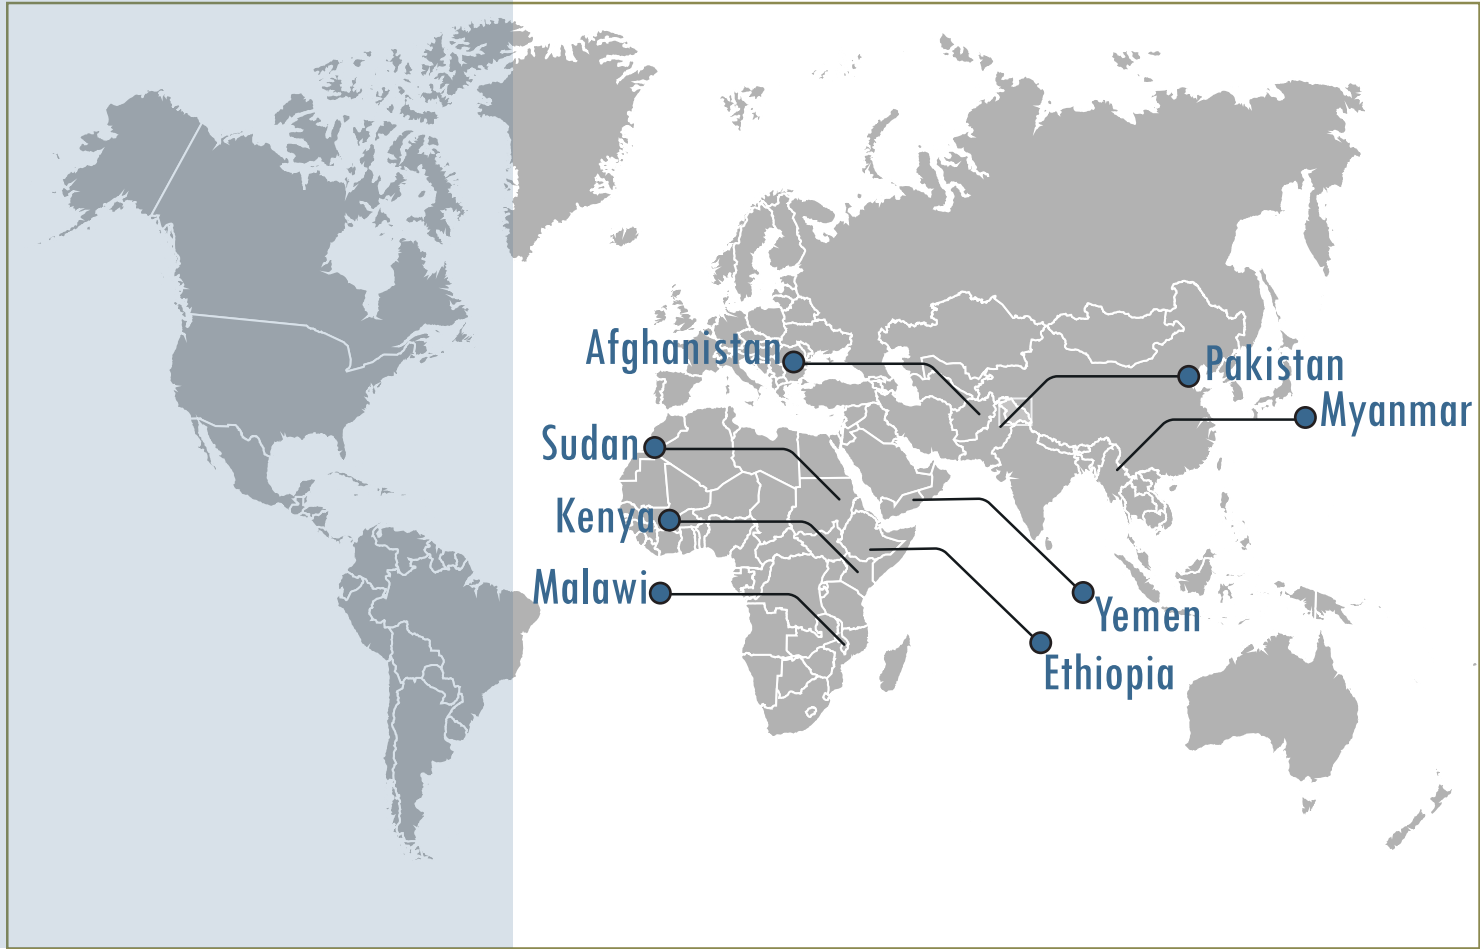 Afghanistan
Pakistan
Myanmar
Sudan
Kenya
Malawi
Yemen
Ethiopia